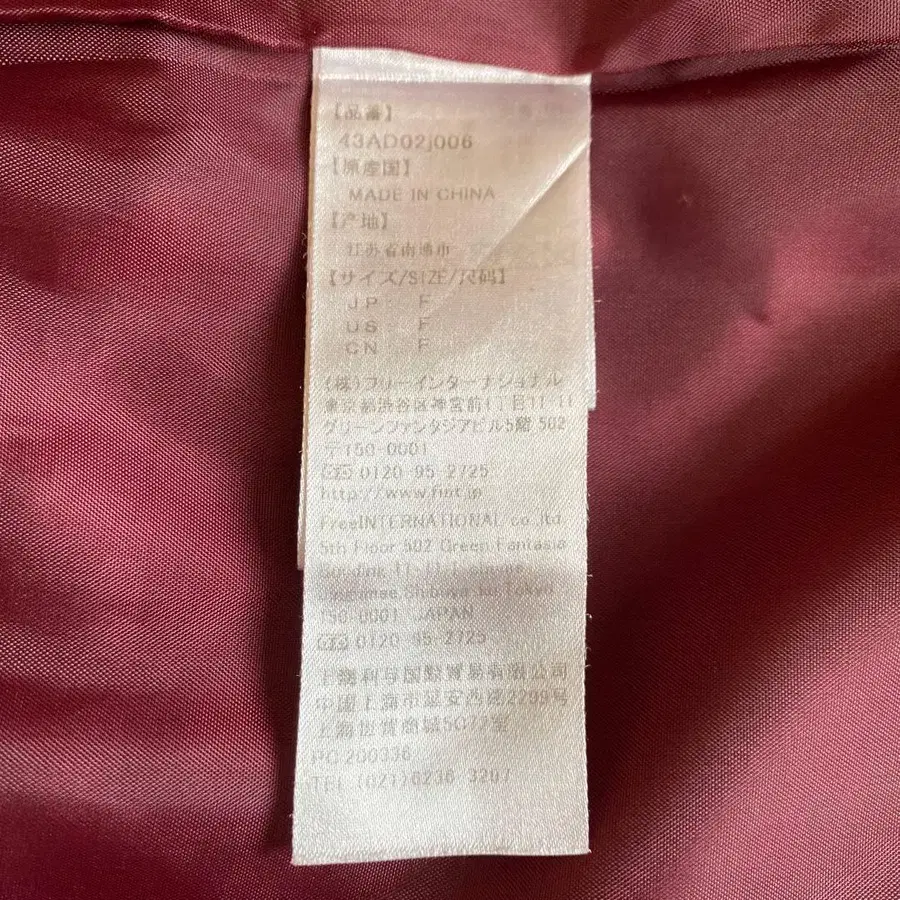 【品番】
43AD02J006
【原産国】
MADE IN CHINA
【产地】
江苏省南通市
【サイズ/SIZE/尺码】
JP: F
US: F
CN: F
(株)フリーインターナショナル
東京都渋谷区神宮前1丁目11-11
グリーンファンタジアビル5階 502
〒150-0001
0120-95-2725
http://www.fint.jp
FreeINTERNATIONAL co.,ltd.
5th Floor 502 Green Fantasia
Building 11-11-1chome
Jingumae Shibuya-ku Tokyo
150-0001 JAPAN
0120-95-2725
上海利与国際貿易有限公司
中国上海市延安西路2299号
上海世貿商城5C77室
PC 200336
TEL (021)6236 3297